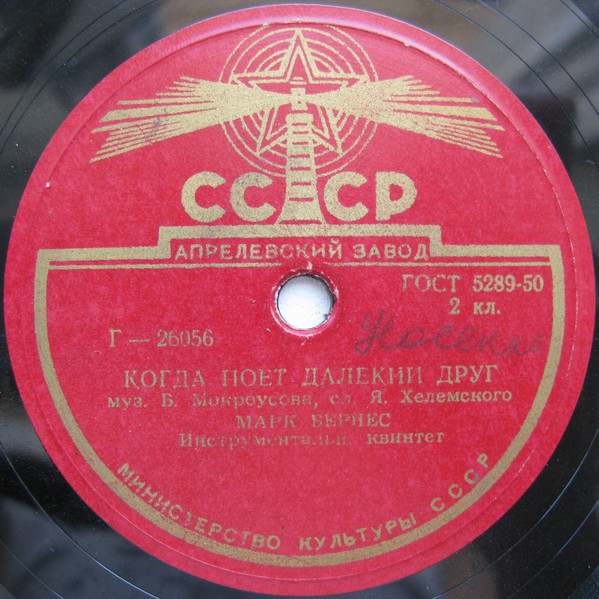 СССР
АПРЕЛЕВСКИЙ ЗАВОД
ГОСТ 5289-50
2 кл.
Г — 26056
Носенко
КОГДА ПОЕТ ДАЛЕКИЙ ДРУГ
муз. Б. Мокроусова, сл. Я. Хелемского
МАРК БЕРНЕС
Инструментальн. квинтет
МИНИСТЕРСТВО КУЛЬТУРЫ СССР